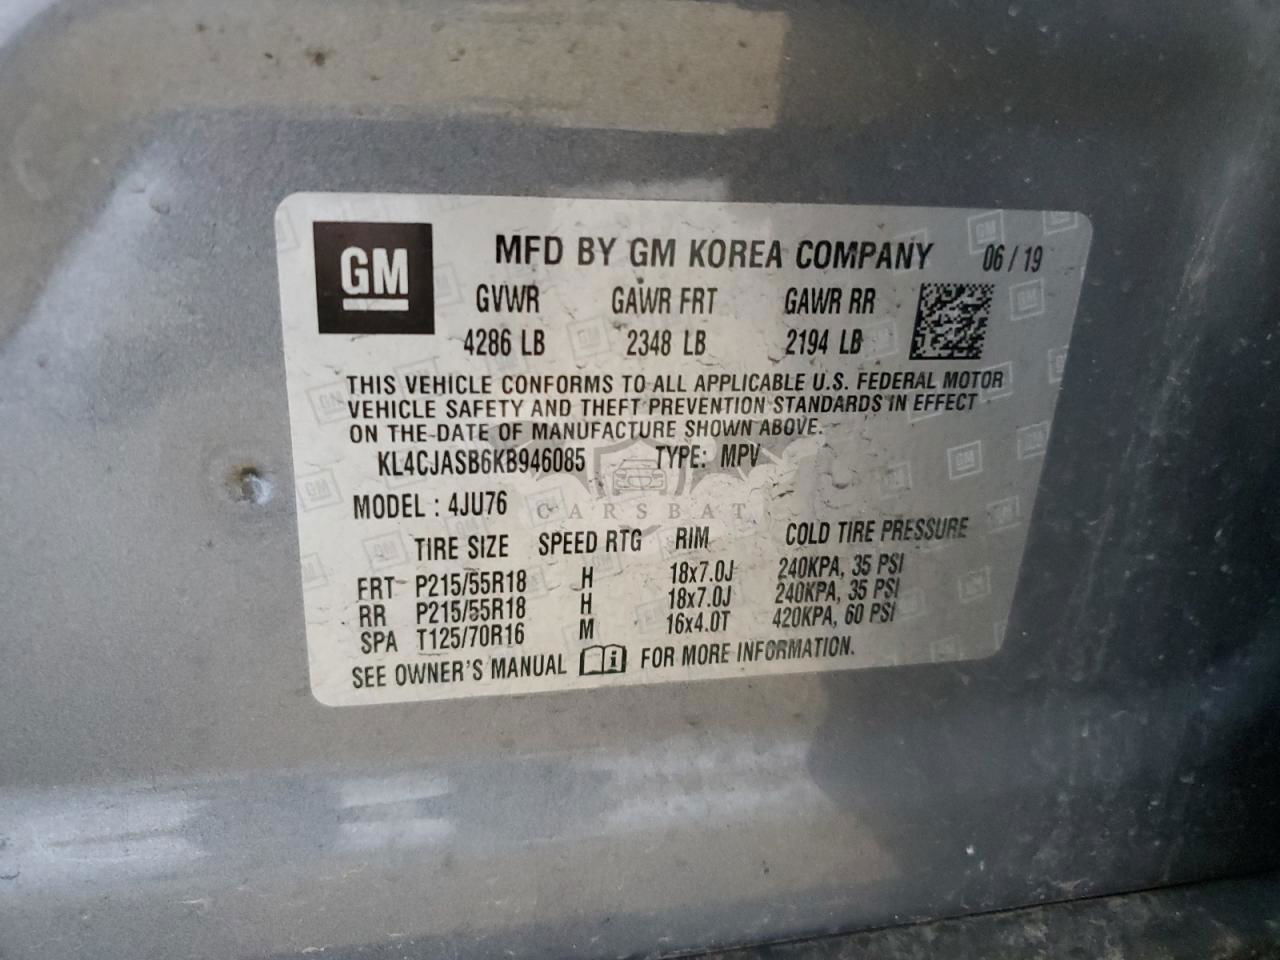 GM
MFD BY GM KOREA COMPANY 06 / 19
GVWR GAWR FRT GAWR RR
4286 LB 2348 LB 2194 LB
THIS VEHICLE CONFORMS TO ALL APPLICABLE U.S. FEDERAL MOTOR
VEHICLE SAFETY AND THEFT PREVENTION STANDARDS IN EFFECT
ON THE DATE OF MANUFACTURE SHOWN ABOVE.
KL4CJASB6KB946085 TYPE: MPV
MODEL : 4JU76
CARSBAT
TIRE SIZE SPEED RTG RIM COLD TIRE PRESSURE
FRT P215/55R18 H 18x7.0J 240KPA, 35 PSI
RR P215/55R18 H 18x7.0J 240KPA, 35 PSI
SPA T125/70R16 M 16x4.0T 420KPA, 60 PSI
SEE OWNER'S MANUAL i FOR MORE INFORMATION.